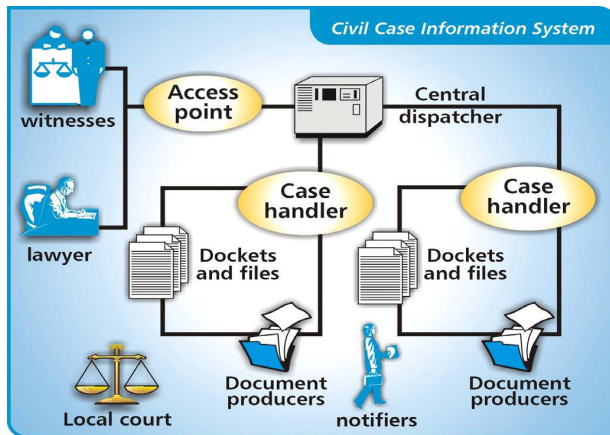 Civil Case Information System
witnesses
Access
point
Central
dispatcher
lawyer
Case
handler
Dockets
and files
Document
producers
Case
handler
Dockets
and files
Document
producers
Local court
notifiers